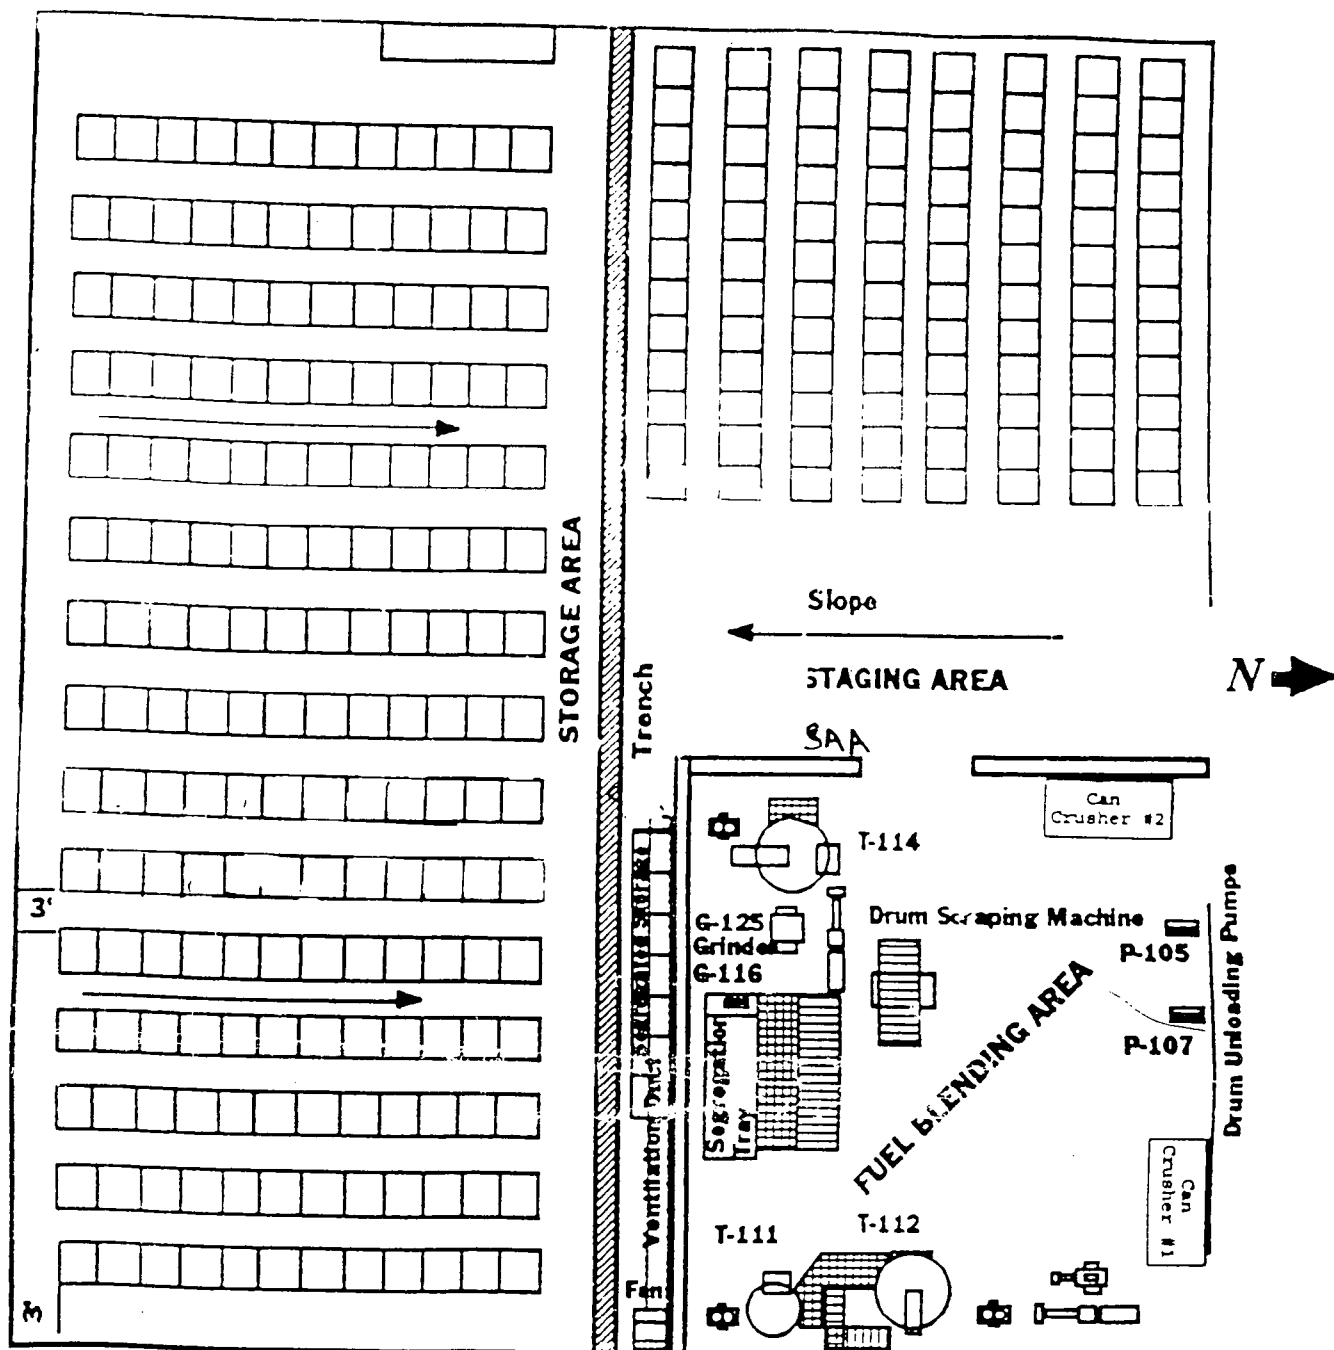 Slope
STAGING AREA
N
STORAGE AREA
Trench
SAA
Can
Crusher #2
T-114
3'
G-125
Grinder
G-116
Drum Scraping Machine
P-105
P-107
Drum Unloading Pumps
Segregation
Tray
FUEL BLENDING AREA
Ventilation Duct
Can
Crusher #1
T-111
T-112
Fan
3'